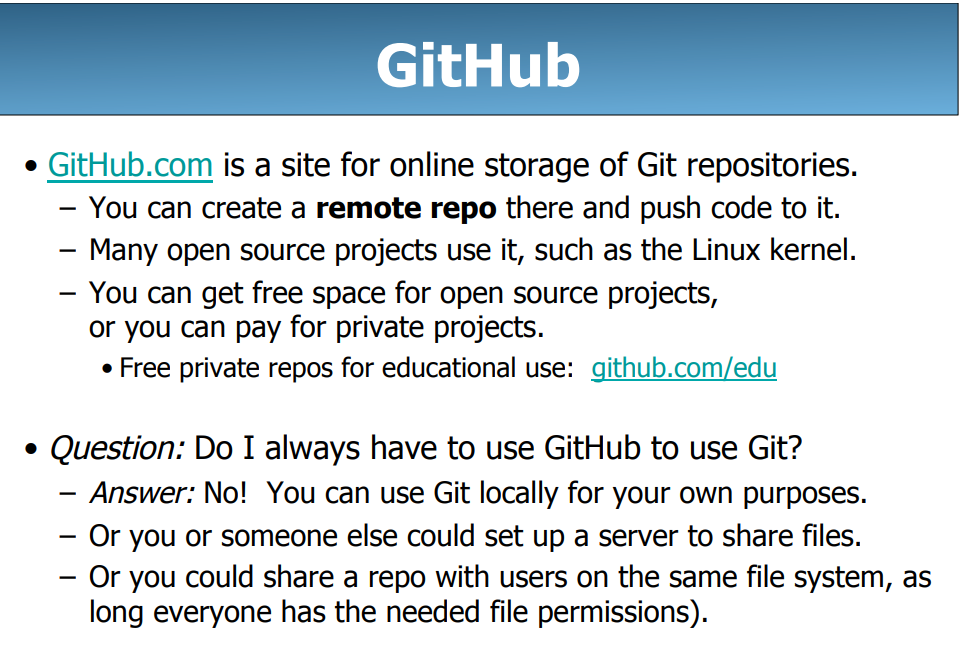 GitHub
• GitHub.com is a site for online storage of Git repositories.
– You can create a remote repo there and push code to it.
– Many open source projects use it, such as the Linux kernel.
– You can get free space for open source projects,
or you can pay for private projects.
• Free private repos for educational use: github.com/edu
• Question: Do I always have to use GitHub to use Git?
– Answer: No! You can use Git locally for your own purposes.
– Or you or someone else could set up a server to share files.
– Or you could share a repo with users on the same file system, as
long everyone has the needed file permissions).